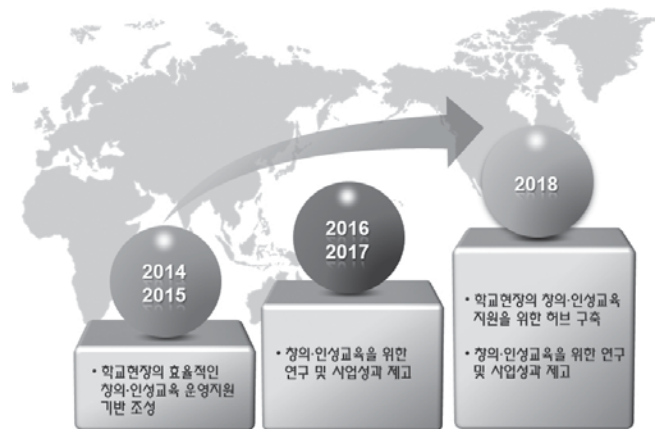 2014
2015
• 학교현장의 효율적인
창의·인성교육 운영지원
기반 조성
2016
2017
• 창의·인성교육을 위한
연구 및 사업성과 제고
2018
• 학교현장의 창의·인성교육
지원을 위한 허브 구축
• 창의·인성교육을 위한 연구
및 사업성과 제고